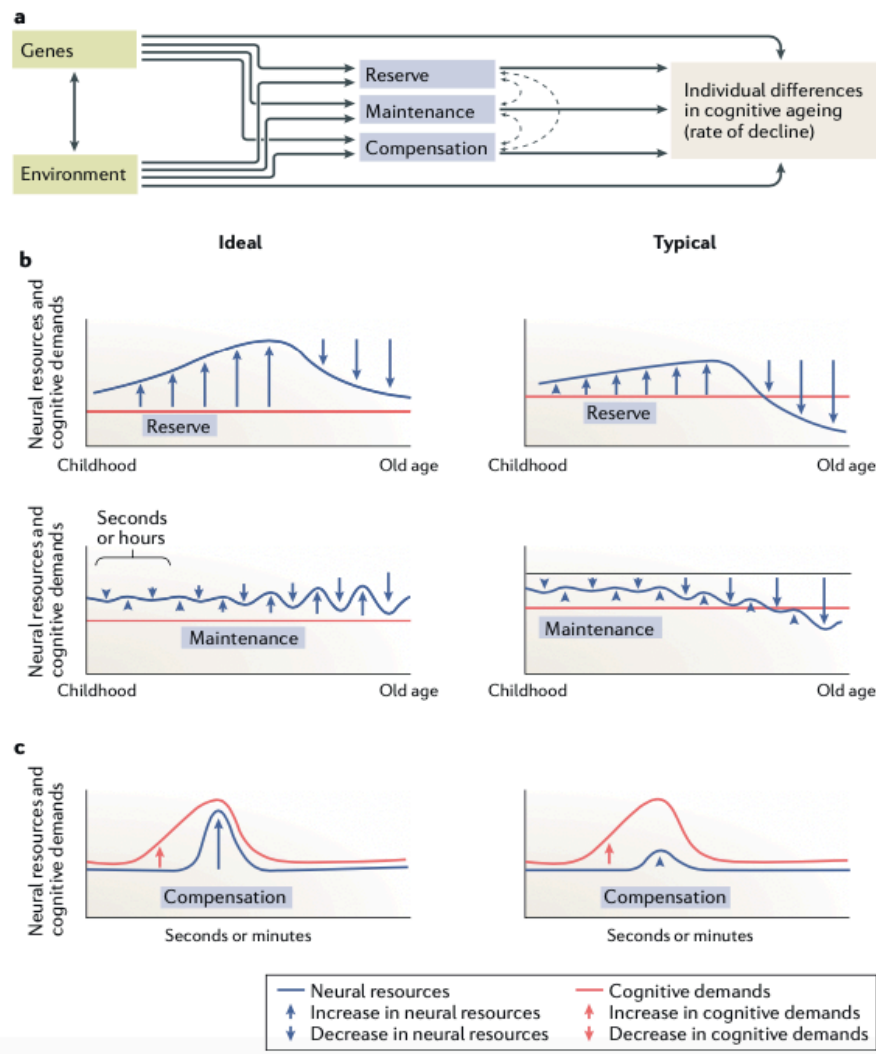 a
Genes
Environment
Reserve
Maintenance
Compensation
Individual differences
in cognitive ageing
(rate of decline)
Ideal
Typical
b
Neural resources and
cognitive demands
Reserve
Childhood
Old age
Reserve
Childhood
Old age
Neural resources and
cognitive demands
Seconds
or hours
Maintenance
Childhood
Old age
Maintenance
Childhood
Old age
c
Neural resources and
cognitive demands
Compensation
Seconds or minutes
Compensation
Seconds or minutes
Neural resources
Increase in neural resources
Decrease in neural resources
Cognitive demands
Increase in cognitive demands
Decrease in cognitive demands